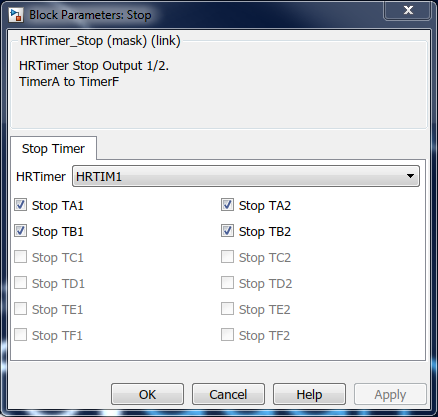 Block Parameters: Stop
HRTimer_Stop (mask) (link)
HRTimer Stop Output 1/2.
TimerA to TimerF
Stop Timer
HRTimer HRTIM1
Stop TA1 Stop TA2
Stop TB1 Stop TB2
Stop TC1 Stop TC2
Stop TD1 Stop TD2
Stop TE1 Stop TE2
Stop TF1 Stop TF2
OK Cancel Help Apply